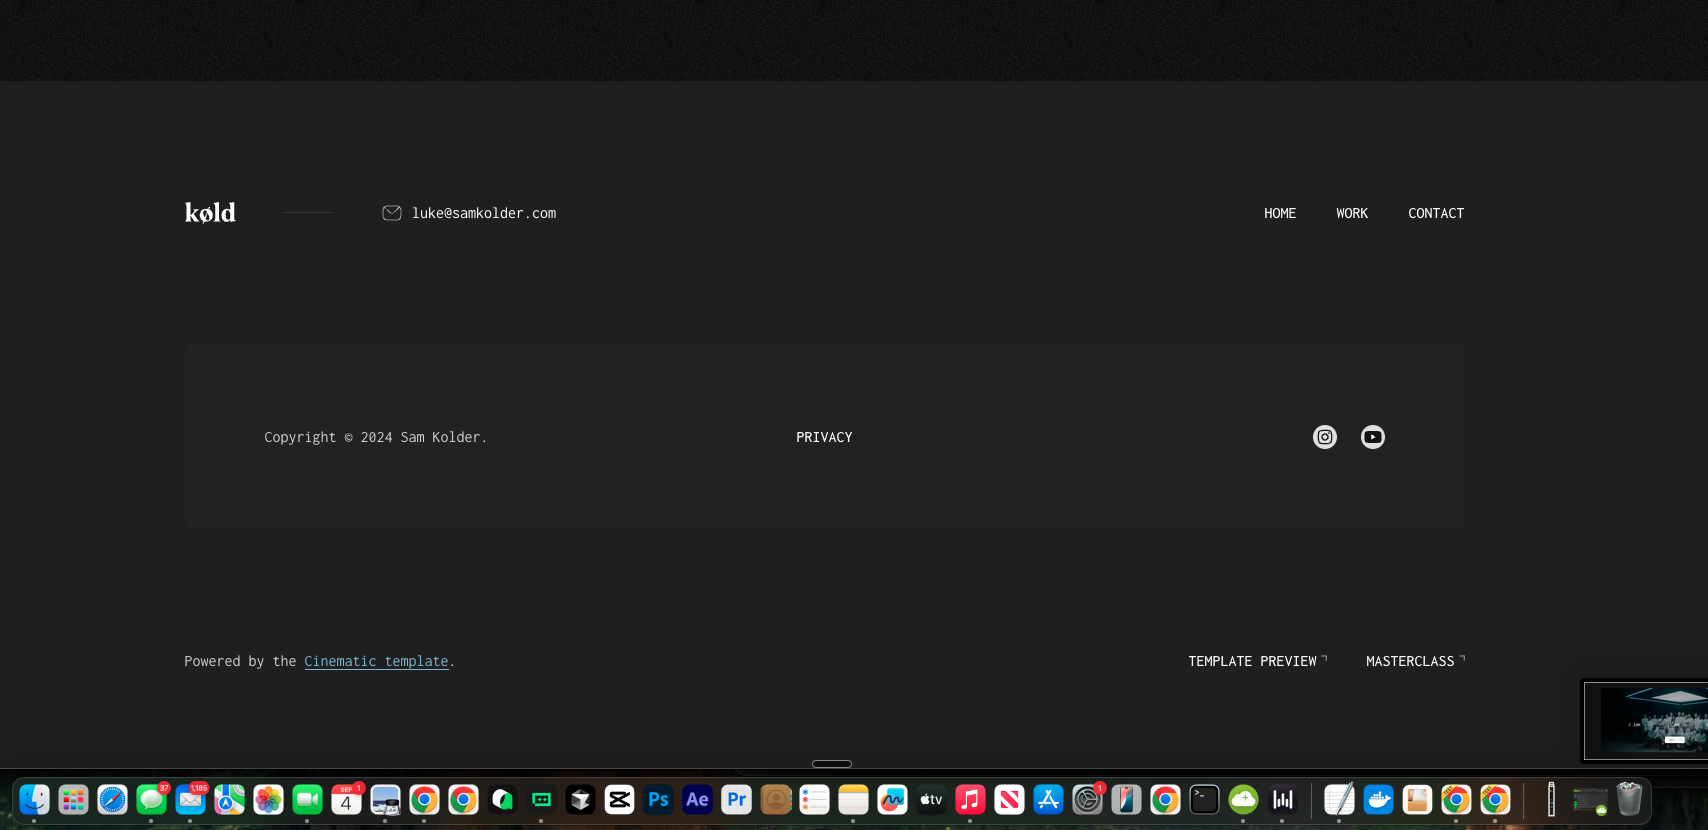 køld
luke@samkolder.com
HOME
WORK
CONTACT
Copyright © 2024 Sam Kolder.
PRIVACY
Powered by the Cinematic template.
TEMPLATE PREVIEW
MASTERCLASS
37
1,185
SEP
4
1
Ps
Ae
Pr
tv
1
>_